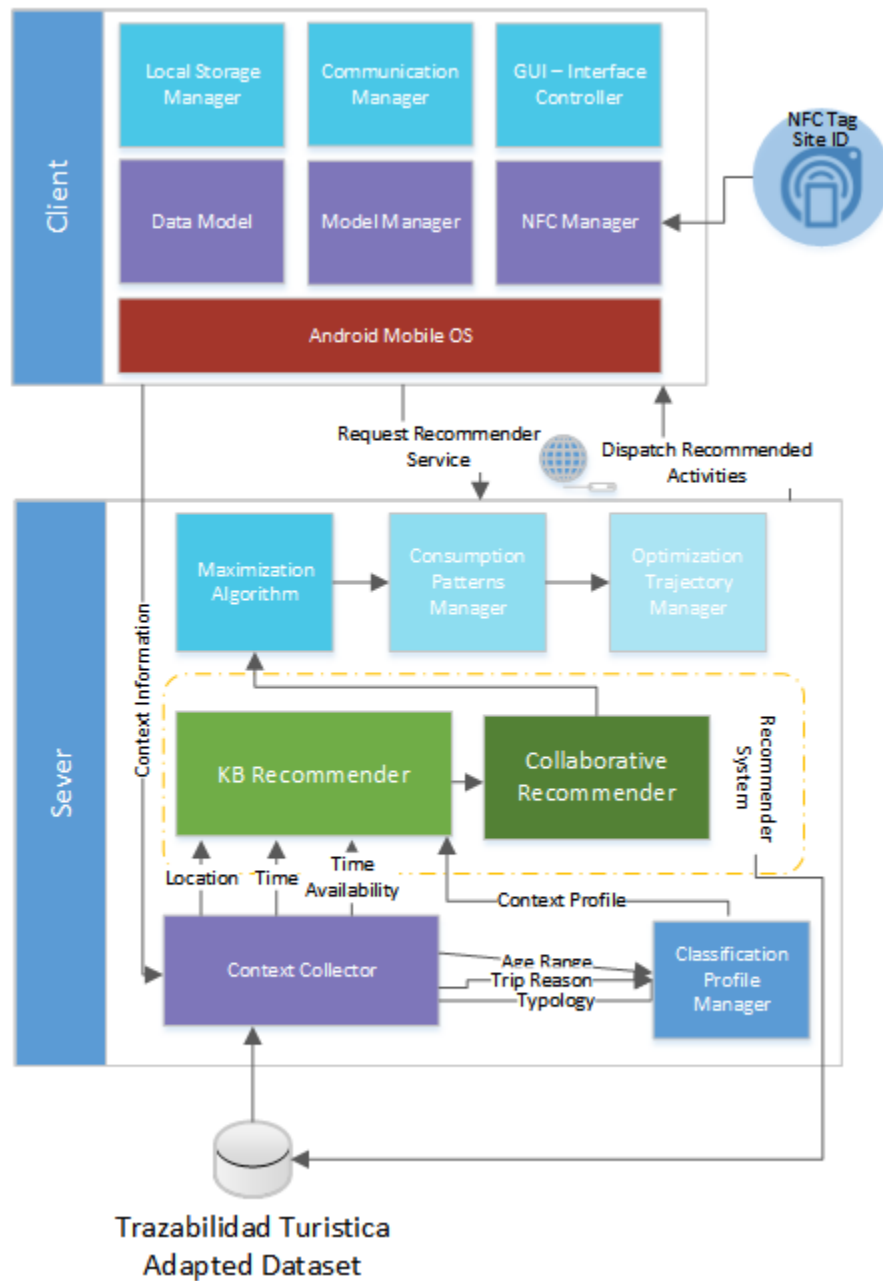 Client
Local Storage
Manager
Communication
Manager
GUI – Interface
Controller
NFC Tag
Site ID
Data Model
Model Manager
NFC Manager
Android Mobile OS
Request Recommender
Service
Dispatch Recommended
Activities
Context Information
Sever
Maximization
Algorithm
Consumption
Patterns
Manager
Optimization
Trajectory
Manager
KB Recommender
Collaborative
Recommender
Recommender
System
Location
Time
Time
Availability
Context Profile
Context Collector
Age Range
Trip Reason
Typology
Classification
Profile
Manager
Trazabilidad Turistica
Adapted Dataset